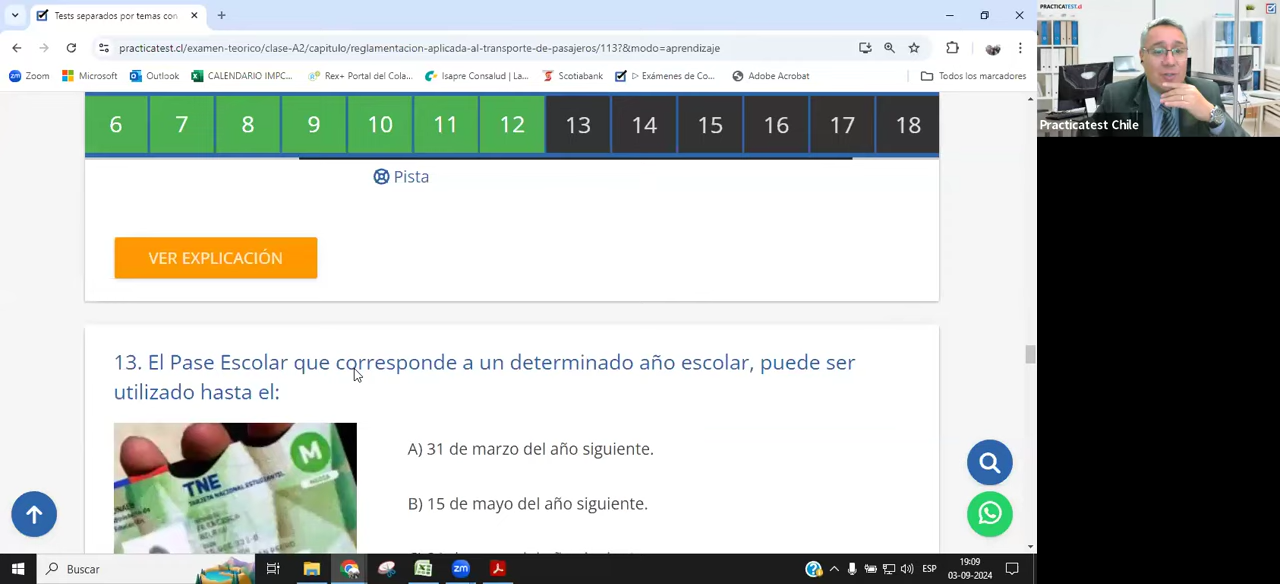 Tests separados por temas con
practicatest.cl/examen-teorico/clase-A2/capitulo/reglamentacion-aplicada-al-transporte-de-pasajeros/113?&modo=aprendizaje
Zoom
Microsoft
Outlook
CALENDARIO IMPC...
Rex+ Portal del Cola...
Isapre Consalud | La...
Scotiabank
▷ Exámenes de Co...
Adobe Acrobat
Todos los marcadores
PRACTICATEST.cl
Practicatest Chile
6 7 8 9 10 11 12 13 14 15 16 17 18
Pista
VER EXPLICACIÓN
13. El Pase Escolar que corresponde a un determinado año escolar, puede ser
utilizado hasta el:
M
TNE
TARJETA NACIONAL ESTUDIANTIL
A) 31 de marzo del año siguiente.
B) 15 de mayo del año siguiente.
Buscar
ESP
19:09
03-09-2024